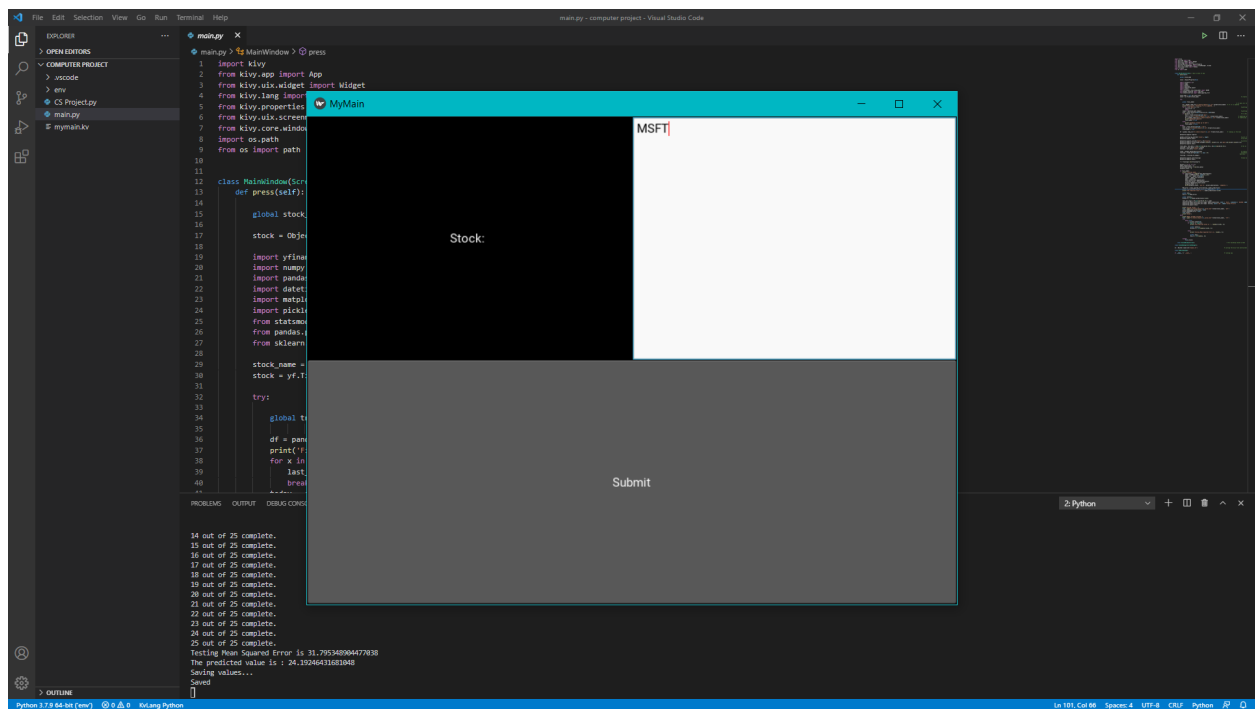 File Edit Selection View Go Run Terminal Help
main.py - computer project - Visual Studio Code
EXPLORER
OPEN EDITORS
COMPUTER PROJECT
.vscode
env
CS Project.py
main.py
mymain.kv
OUTLINE
main.py
main.py > MainWindow > press
1 import kivy
2 from kivy.app import App
3 from kivy.uix.widget import Widget
4 from kivy.lang impor
5 from kivy.properties
6 from kivy.uix.screen
7 from kivy.core.windo
8 import os.path
9 from os import path
10
11
12 class MainWindow(Scr
13 def press(self):
14
15 global stock_
16
17 stock = Obje
18
19 import yfina
20 import numpy
21 import panda
22 import datet
23 import matpl
24 import pickl
25 from statsmo
26 from pandas.
27 from sklearn
28
29 stock_name =
30 stock = yf.T
31
32 try:
33
34 global t
35
36 df = pan
37 print('F
38 for x in
39 last_
40 brea
MyMain
Stock:
MSFT
Submit
PROBLEMS OUTPUT DEBUG CONS
2: Python
14 out of 25 complete.
15 out of 25 complete.
16 out of 25 complete.
17 out of 25 complete.
18 out of 25 complete.
19 out of 25 complete.
20 out of 25 complete.
21 out of 25 complete.
22 out of 25 complete.
23 out of 25 complete.
24 out of 25 complete.
25 out of 25 complete.
Testing Mean Squared Error is 31.795348904477038
The predicted value is : 24.19246431681048
Saving values...
Saved
Python 3.7.9 64-bit ('env') 0 0 KvLang Python
Ln 101, Col 66 Spaces: 4 UTF-8 CRLF Python